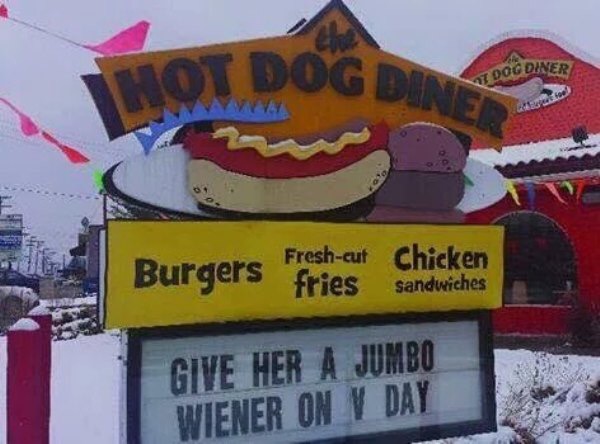 the
HOT DOG DINER
HOT DOG DINER
Burgers
Fresh-cut
fries
Chicken
sandwiches
GIVE HER A JUMBO
WIENER ON V DAY